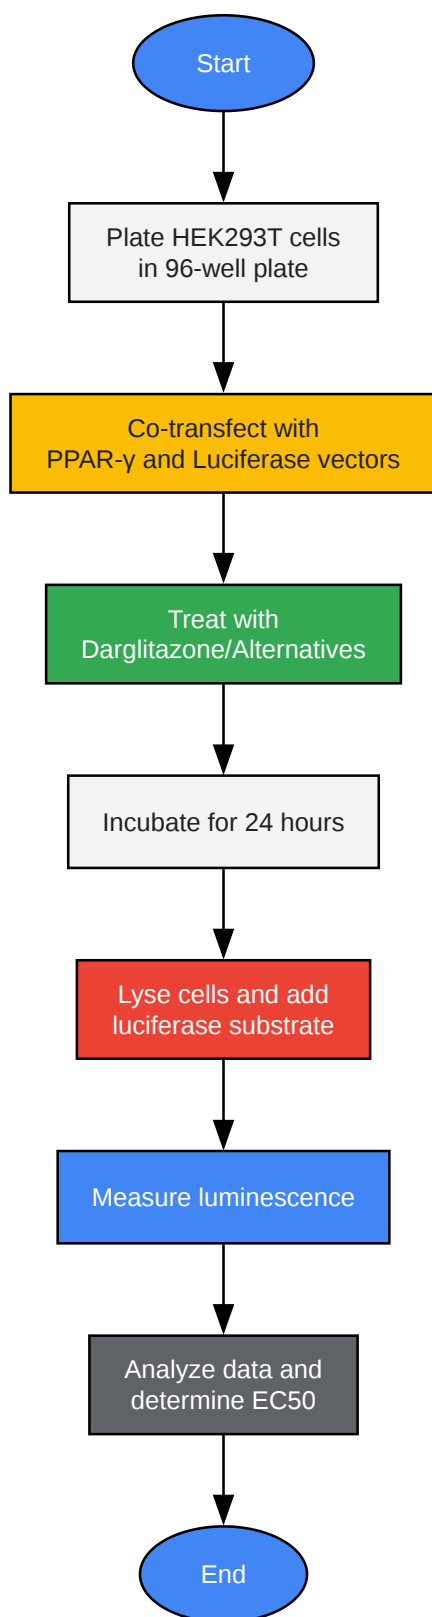 Start
Plate HEK293T cells
in 96-well plate
Co-transfect with
PPAR-γ and Luciferase vectors
Treat with
Darglitazone/Alternatives
Incubate for 24 hours
Lyse cells and add
luciferase substrate
Measure luminescence
Analyze data and
determine EC50
End